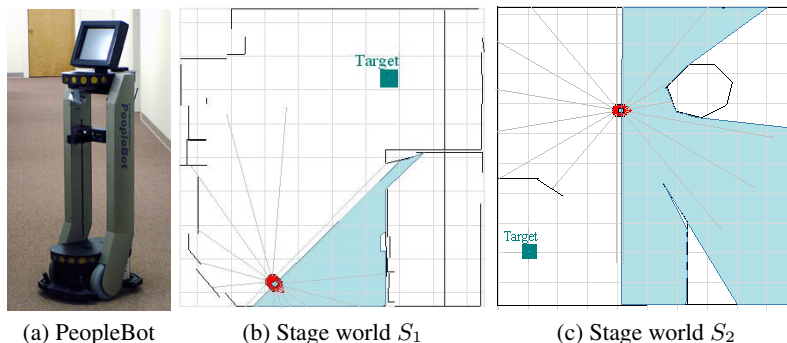 PeopleBot
Target
Target
(a) PeopleBot
(b) Stage world S₁
(c) Stage world S₂